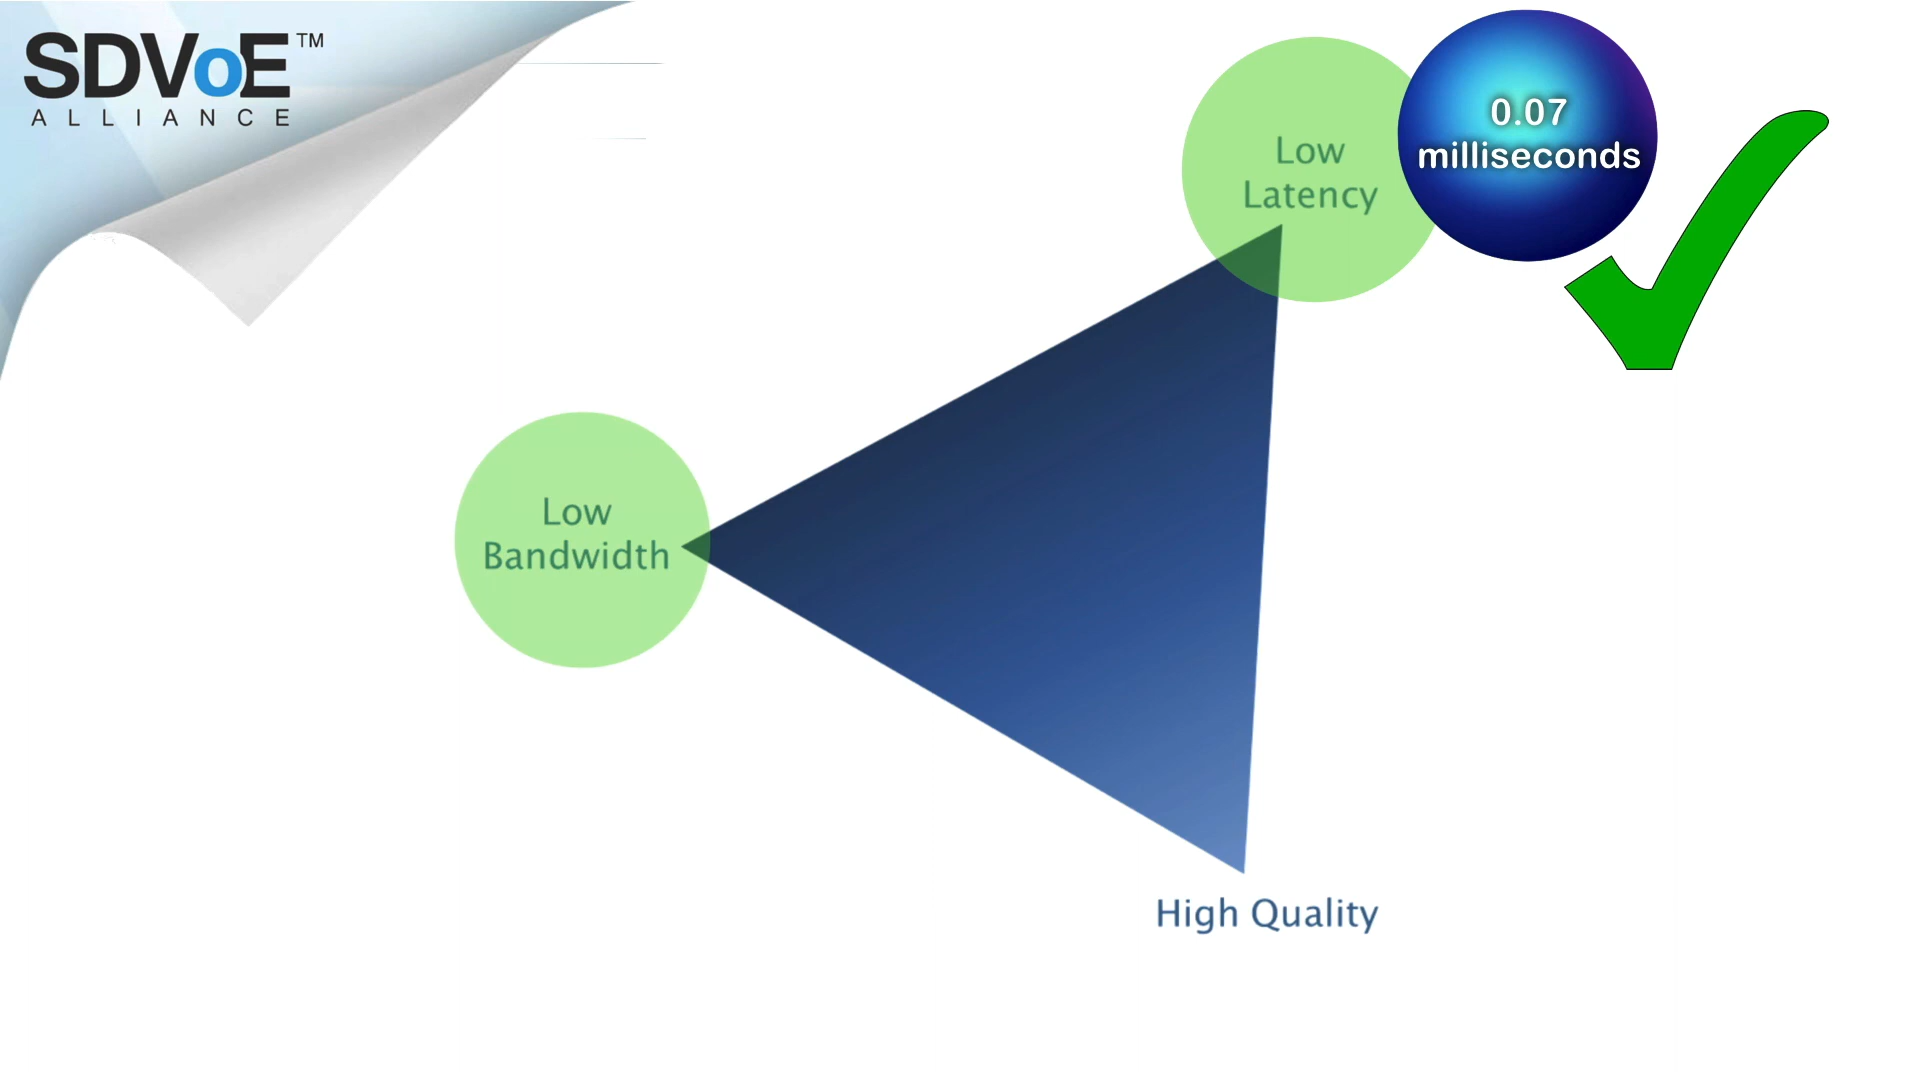 SDVoE™
ALLIANCE
Low
Latency
0.07
milliseconds
Low
Bandwidth
High Quality